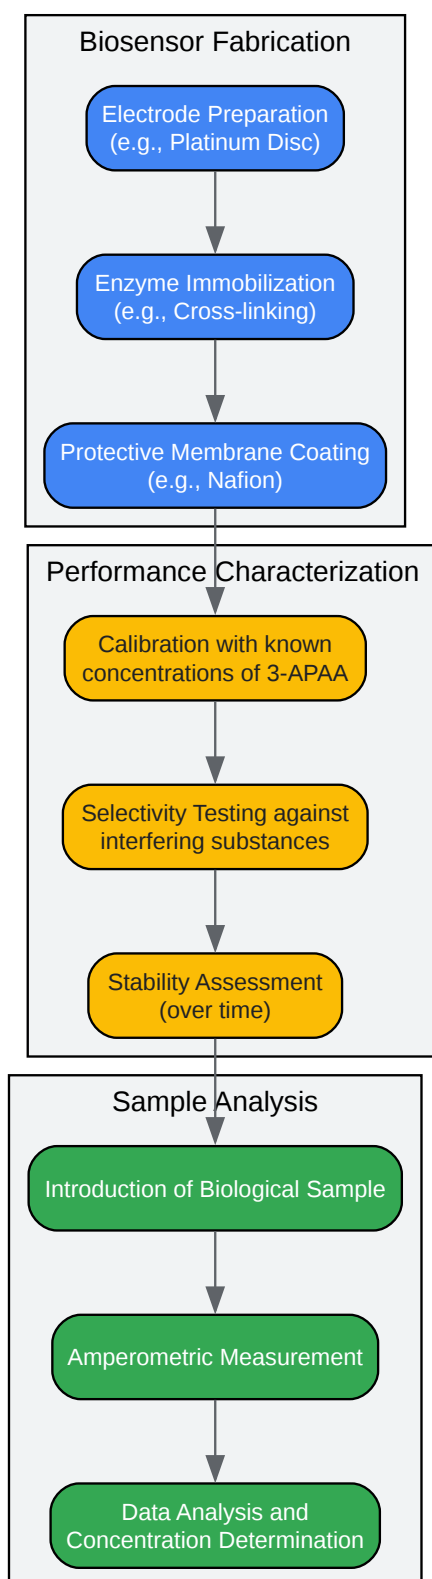 Biosensor Fabrication
Electrode Preparation
(e.g., Platinum Disc)
Enzyme Immobilization
(e.g., Cross-linking)
Protective Membrane Coating
(e.g., Nafion)
Performance Characterization
Calibration with known
concentrations of 3-APAA
Selectivity Testing against
interfering substances
Stability Assessment
(over time)
Sample Analysis
Introduction of Biological Sample
Amperometric Measurement
Data Analysis and
Concentration Determination